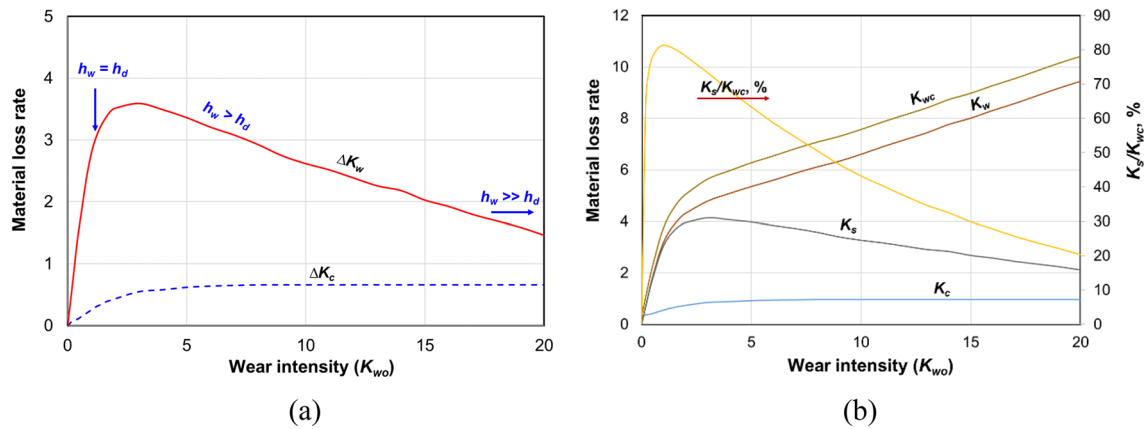 (a)
Material loss rate
5
4
3
2
1
0
h_w = h_d
h_w > h_d
ΔK_w
h_w >> h_d
ΔK_c
0 5 10 15 20
Wear intensity (K_wo)
(b)
Material loss rate
12
10
8
6
4
2
0
K_s/K_wc, %
K_wc
K_w
K_s
K_c
90
80
70
60
50
40
30
20
10
0
K_s/K_wc, %
0 5 10 15 20
Wear intensity (K_wo)